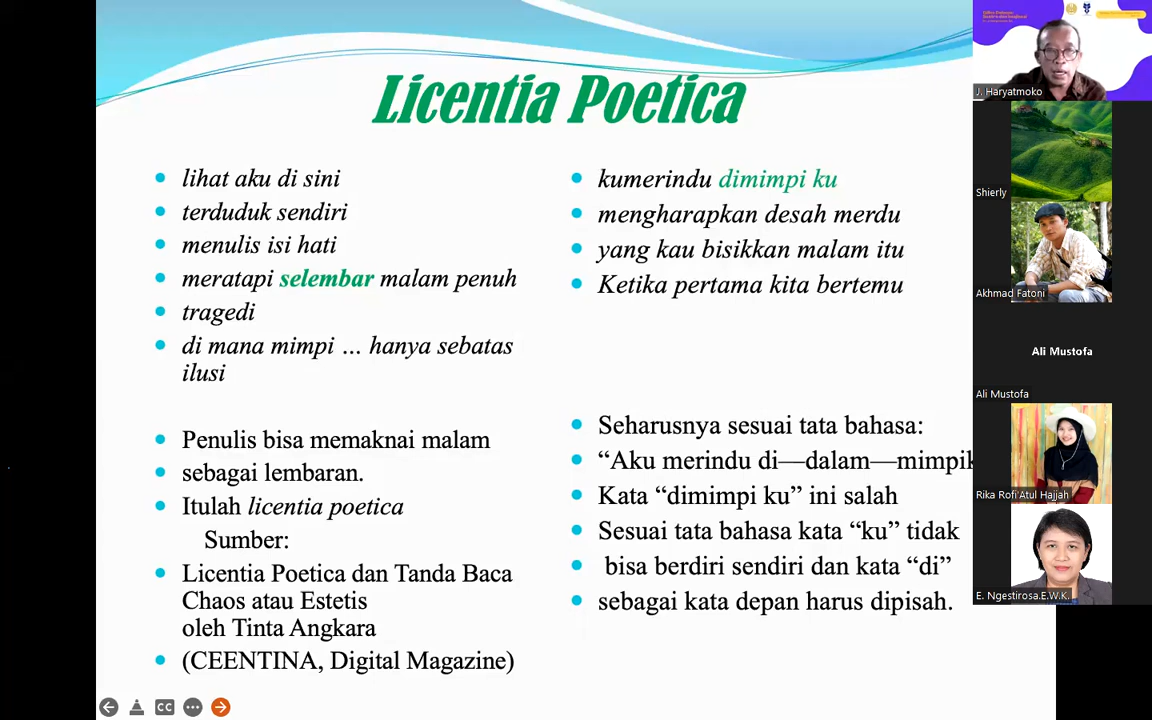 Licentia Poetica
lihat aku di sini
terduduk sendiri
menulis isi hati
meratapi selembar malam penuh
tragedi
di mana mimpi … hanya sebatas
ilusi
Penulis bisa memaknai malam
sebagai lembaran.
Itulah licentia poetica
Sumber:
Licentia Poetica dan Tanda Baca
Chaos atau Estetis
oleh Tinta Angkara
(CEENTINA, Digital Magazine)
kumerindu dimimpi ku
mengharapkan desah merdu
yang kau bisikkan malam itu
Ketika pertama kita bertemu
Seharusnya sesuai tata bahasa:
“Aku merindu di—dalam—mimpik
Kata “dimimpi ku” ini salah
Sesuai tata bahasa kata “ku” tidak
bisa berdiri sendiri dan kata “di”
sebagai kata depan harus dipisah.
CC
J. Haryatmoko
Shierly
Akhmad Fatoni
Ali Mustofa
Ali Mustofa
Rika Rofi'Atul Hajjah
E. Ngestirosa.E.W.K.